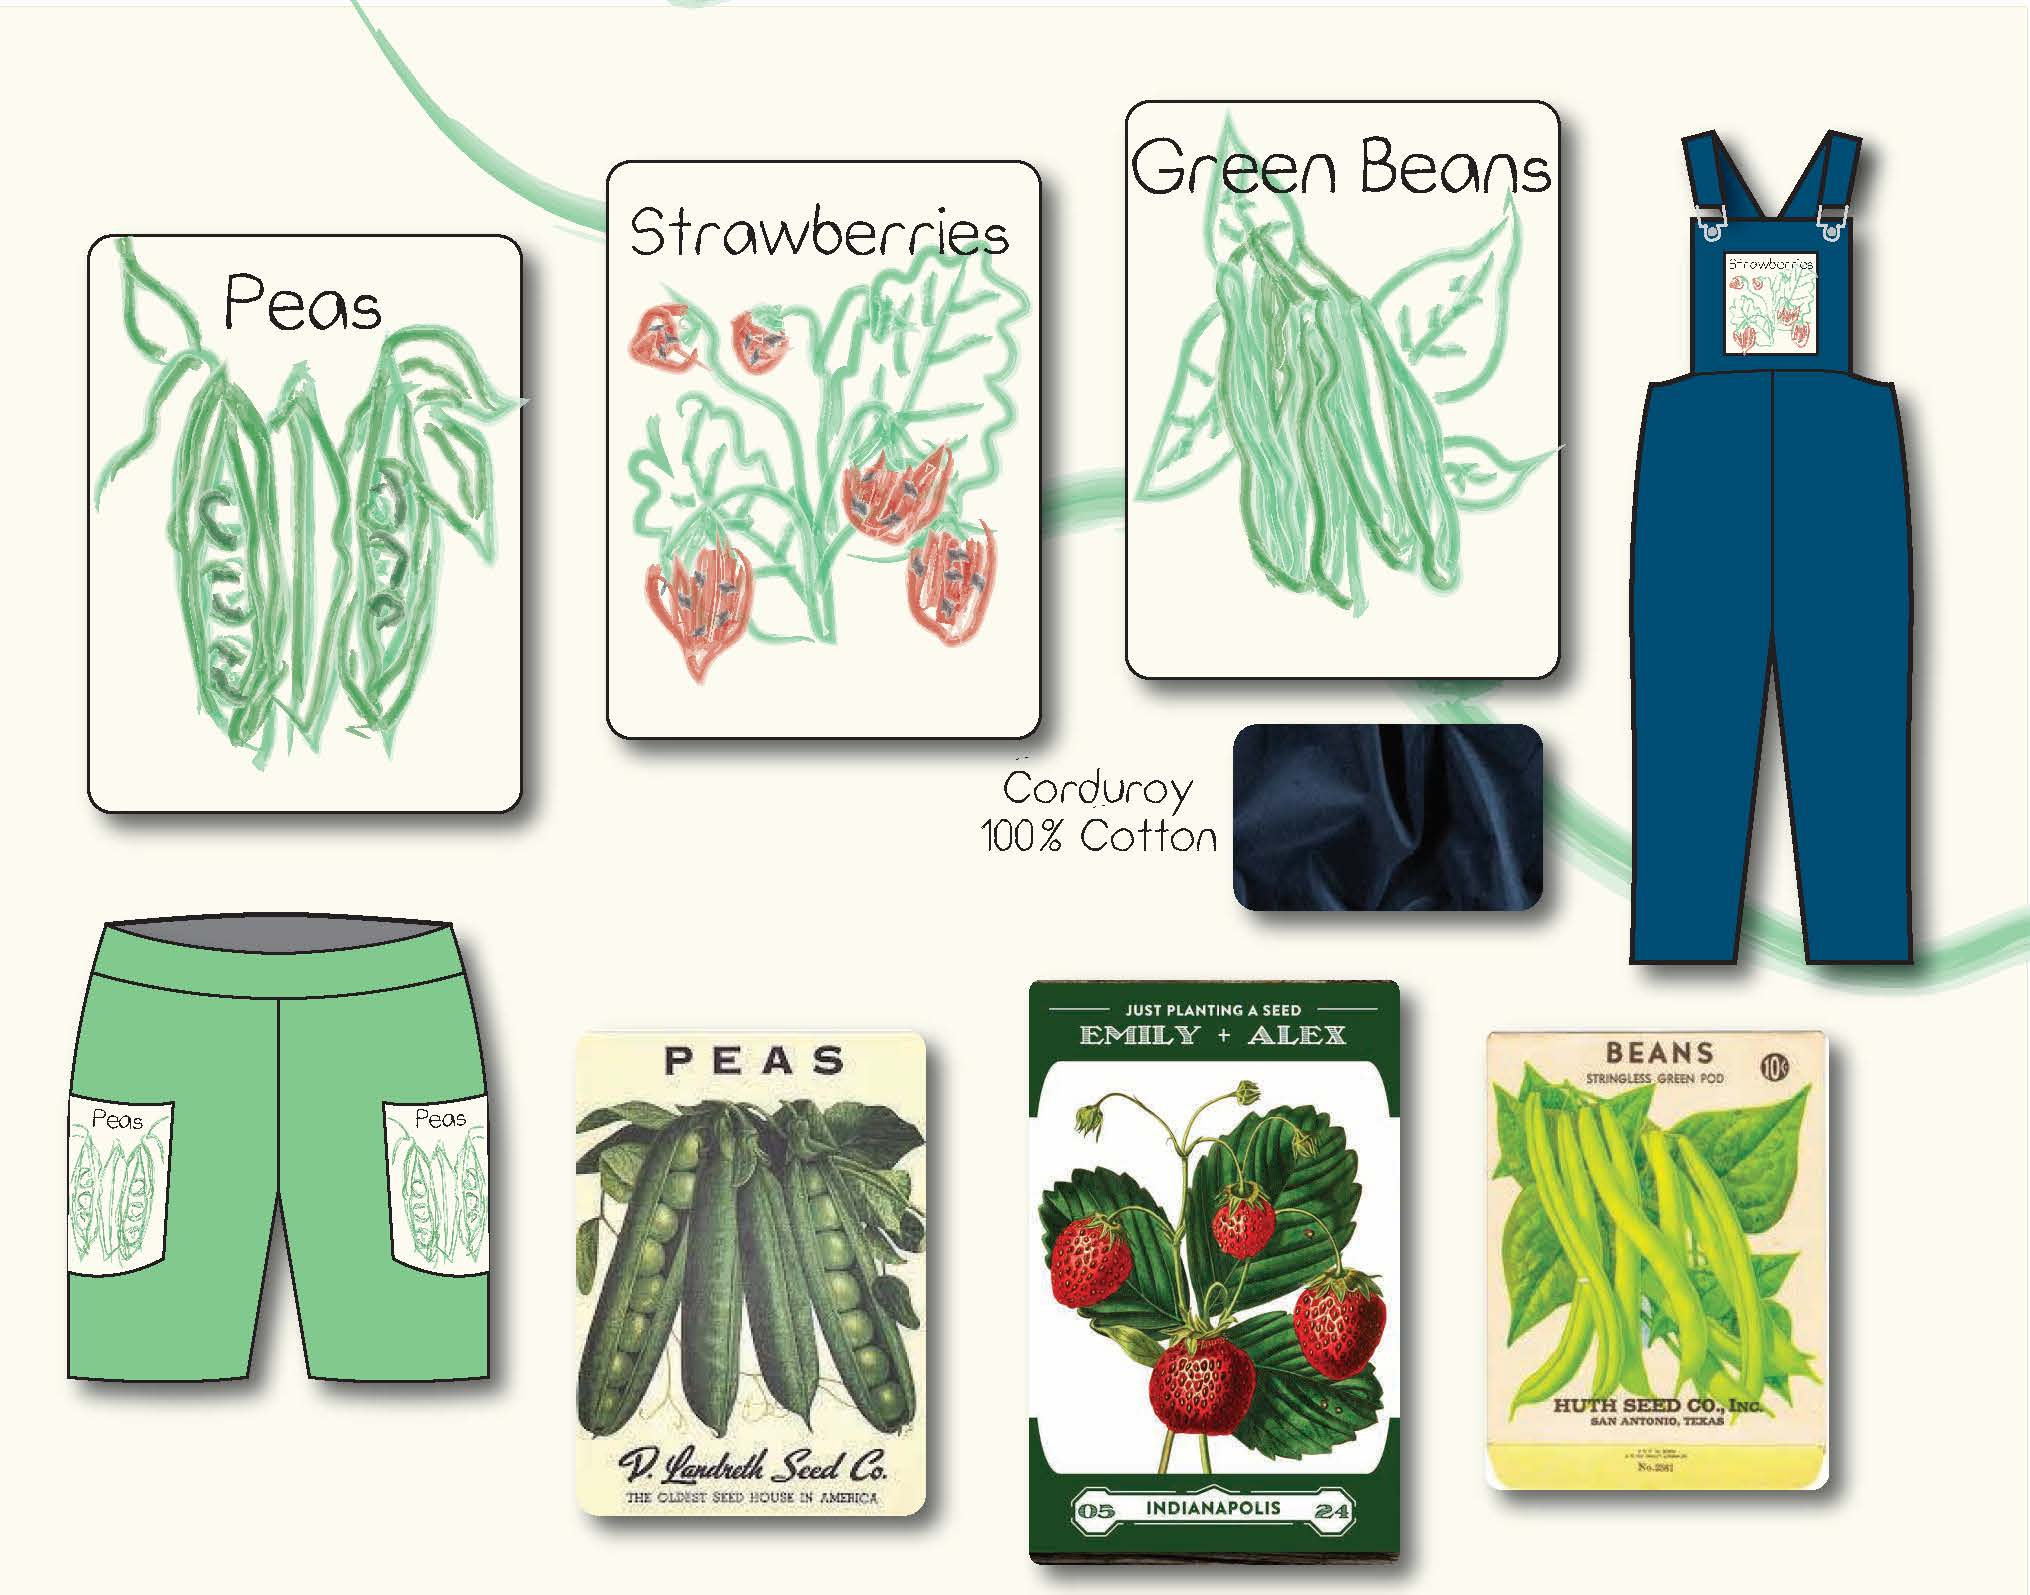 Peas
Strawberries
Green Beans
Strawberries
Corduroy
100% Cotton
Peas
Peas
PEAS
D. Landreth Seed Co.
THE OLDEST SEED HOUSE IN AMERICA
JUST PLANTING A SEED
EMILY + ALEX
05 INDIANAPOLIS 24
BEANS
10¢
STRINGLESS GREEN POD
HUTH SEED CO., INC.
SAN ANTONIO, TEXAS
No. 2361